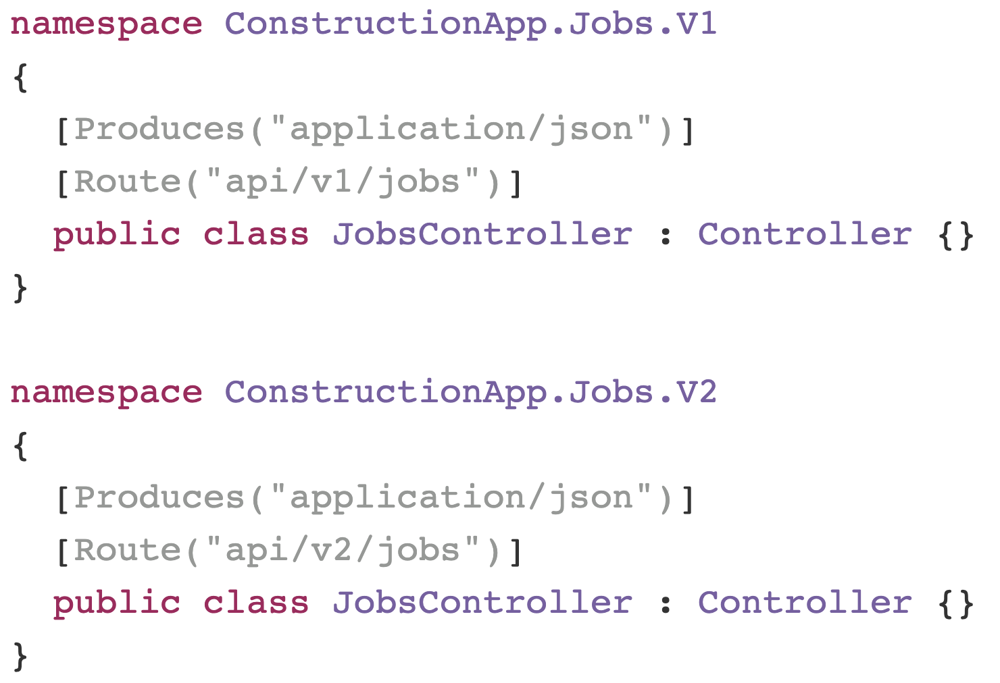 namespace ConstructionApp.Jobs.V1
{
  [Produces("application/json")]
  [Route("api/v1/jobs")]
  public class JobsController : Controller {}
}

namespace ConstructionApp.Jobs.V2
{
  [Produces("application/json")]
  [Route("api/v2/jobs")]
  public class JobsController : Controller {}
}